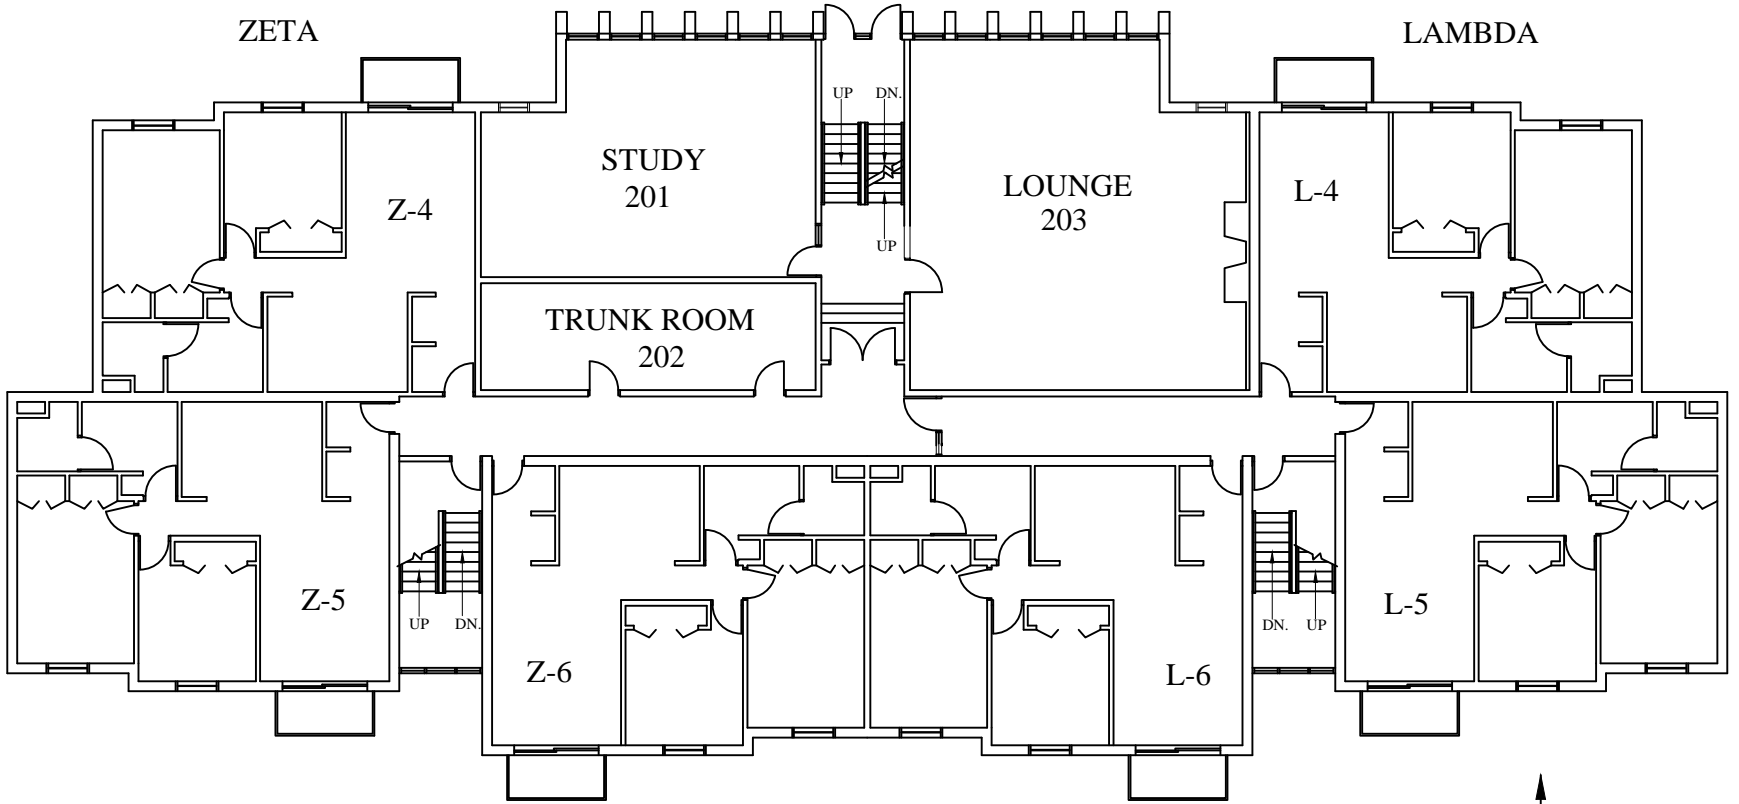 ZETA
LAMBDA
UP
DN.
STUDY
201
Z-4
LOUNGE
203
L-4
UP
TRUNK ROOM
202
Z-5
L-5
UP
DN.
DN.
UP
Z-6
L-6